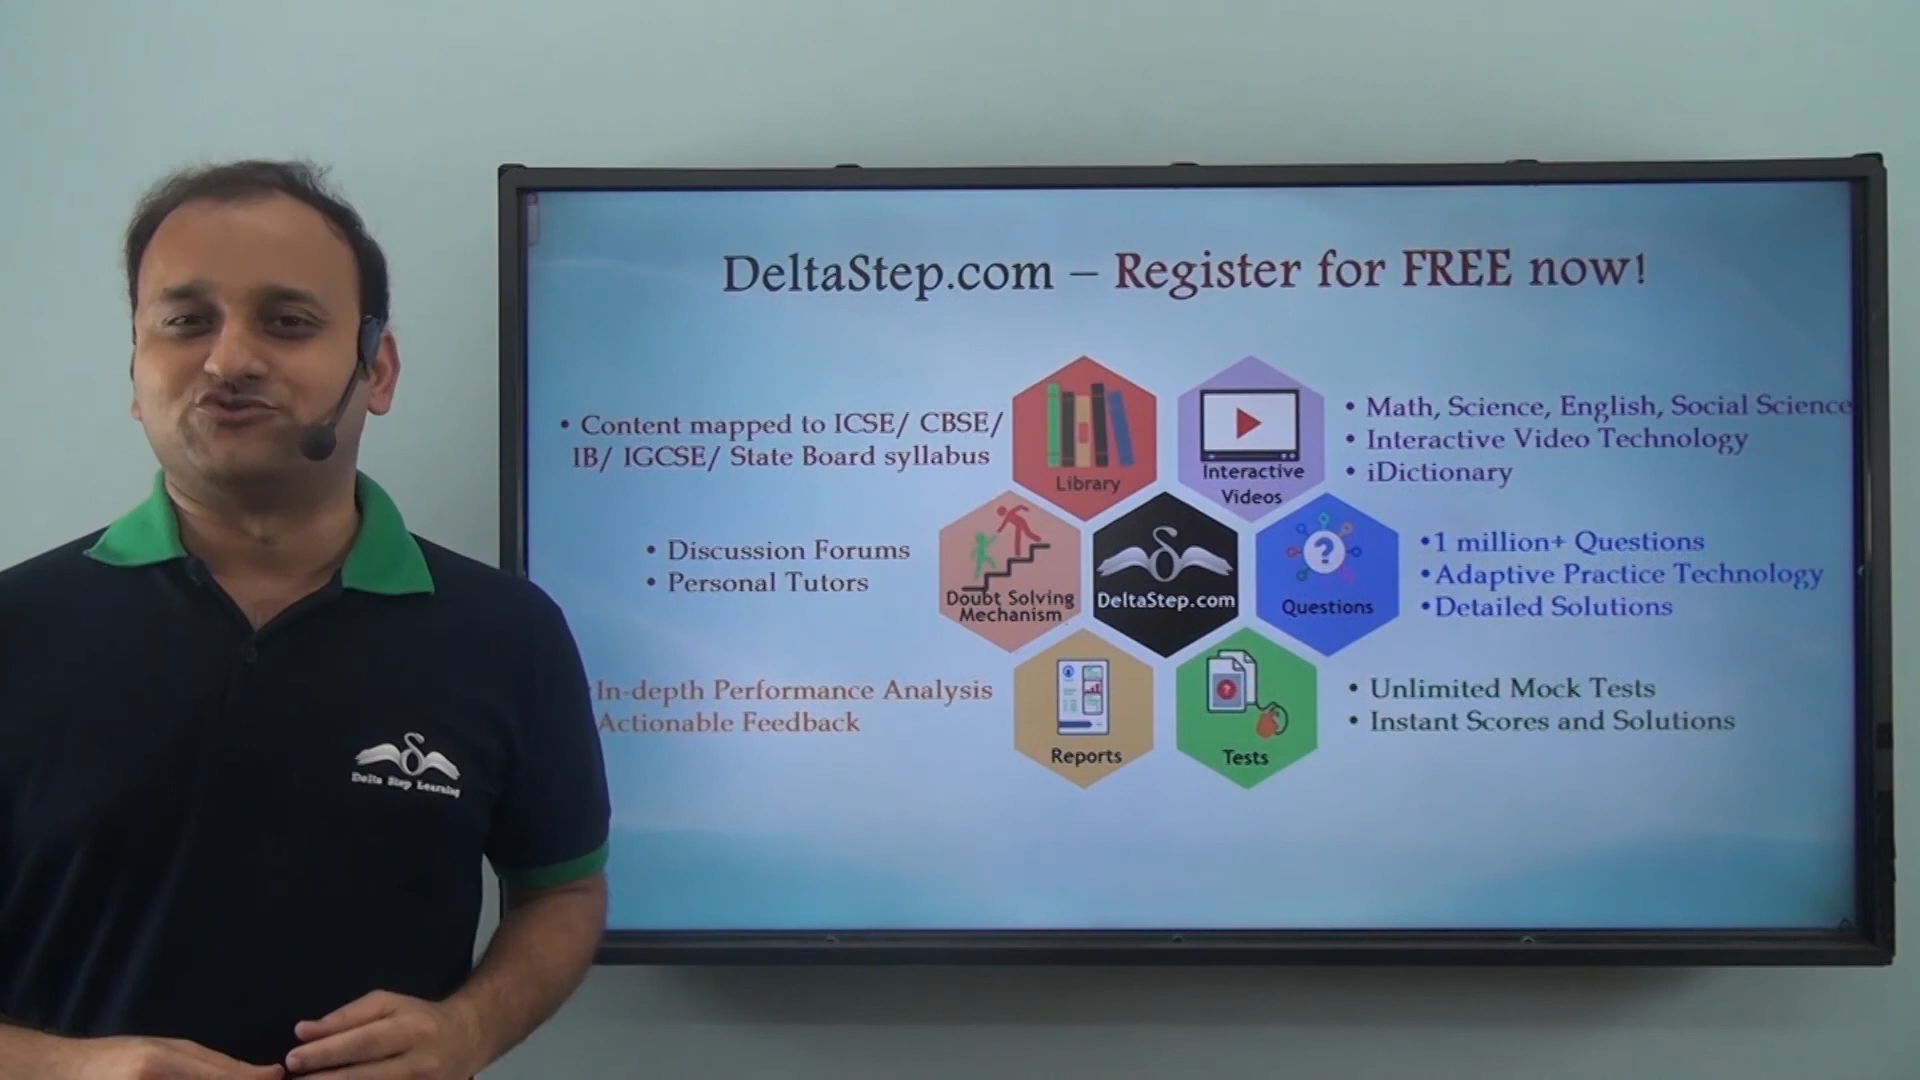 DeltaStep.com – Register for FREE now!
• Content mapped to ICSE/ CBSE/
IB/ IGCSE/ State Board syllabus
Library
Interactive
Videos
• Math, Science, English, Social Science
• Interactive Video Technology
• iDictionary
• Discussion Forums
• Personal Tutors
Doubt Solving
Mechanism
DeltaStep.com
Questions
•1 million+ Questions
•Adaptive Practice Technology
•Detailed Solutions
In-depth Performance Analysis
Actionable Feedback
Reports
Tests
• Unlimited Mock Tests
• Instant Scores and Solutions
Delta Step Learning